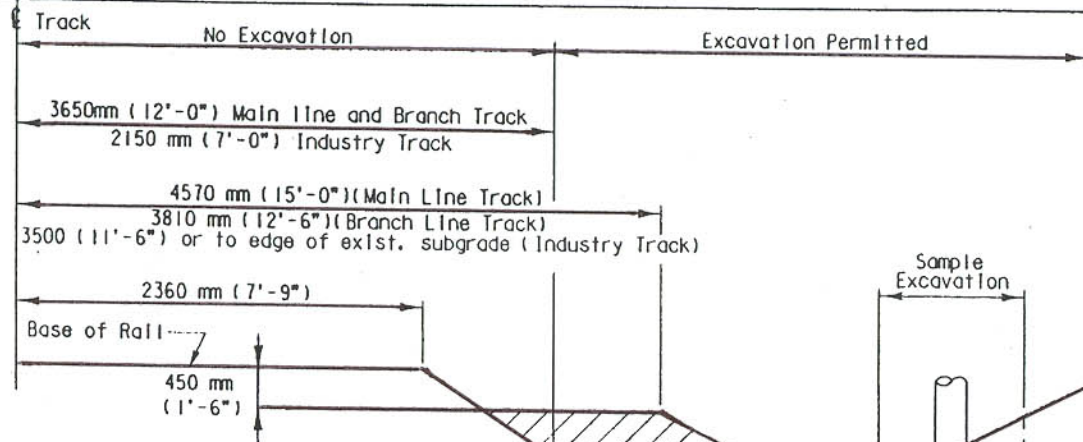 ℄ Track
No Excavation
Excavation Permitted
3650mm (12'-0") Main line and Branch Track
2150 mm (7'-0") Industry Track
4570 mm (15'-0")(Main Line Track)
3810 mm (12'-6")(Branch Line Track)
3500 (11'-6") or to edge of exist. subgrade (Industry Track)
Sample
Excavation
2360 mm (7'-9")
Base of Rail
450 mm
(1'-6")